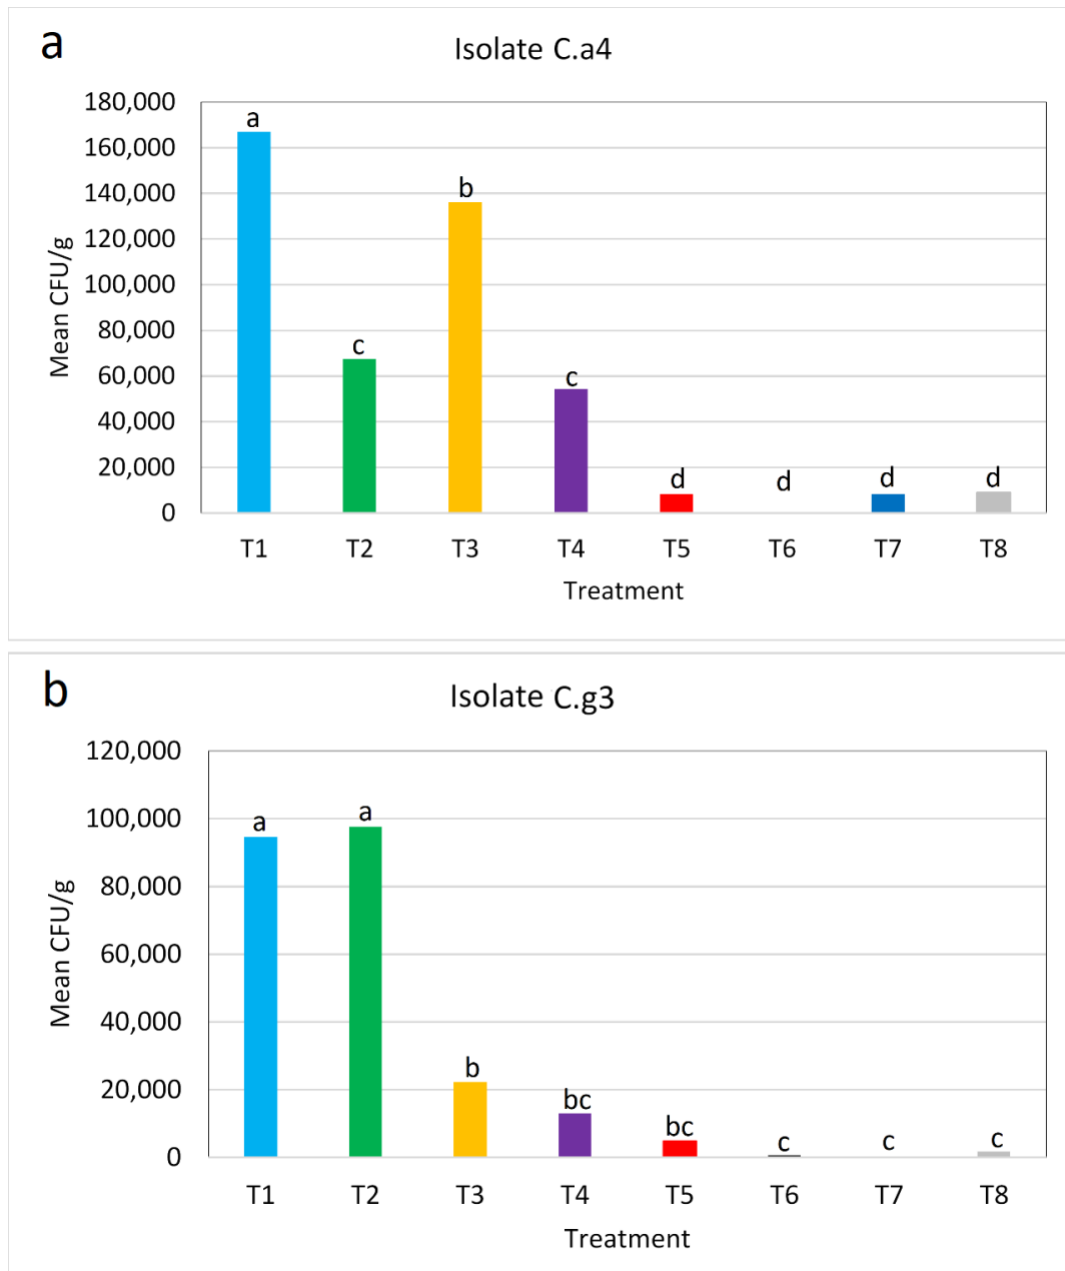 a
Isolate C.a4
180,000
160,000
140,000
120,000
100,000
80,000
60,000
40,000
20,000
0
Mean CFU/g
a
c
b
c
d
d
d
d
T1 T2 T3 T4 T5 T6 T7 T8
Treatment
b
Isolate C.g3
120,000
100,000
80,000
60,000
40,000
20,000
0
Mean CFU/g
a
a
b
bc
bc
c
c
c
T1 T2 T3 T4 T5 T6 T7 T8
Treatment